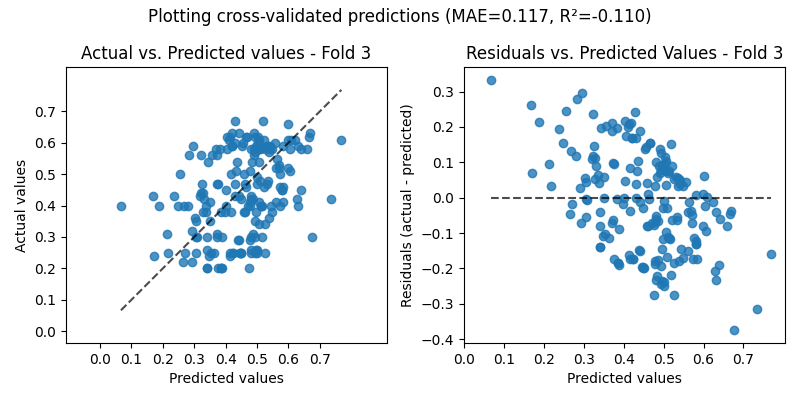 Plotting cross-validated predictions (MAE=0.117, R²=-0.110)
Actual vs. Predicted values - Fold 3
Actual values
0.7
0.6
0.5
0.4
0.3
0.2
0.1
0.0
0.0 0.1 0.2 0.3 0.4 0.5 0.6 0.7
Predicted values
Residuals vs. Predicted Values - Fold 3
Residuals (actual - predicted)
0.3
0.2
0.1
0.0
−0.1
−0.2
−0.3
−0.4
0.0 0.1 0.2 0.3 0.4 0.5 0.6 0.7
Predicted values